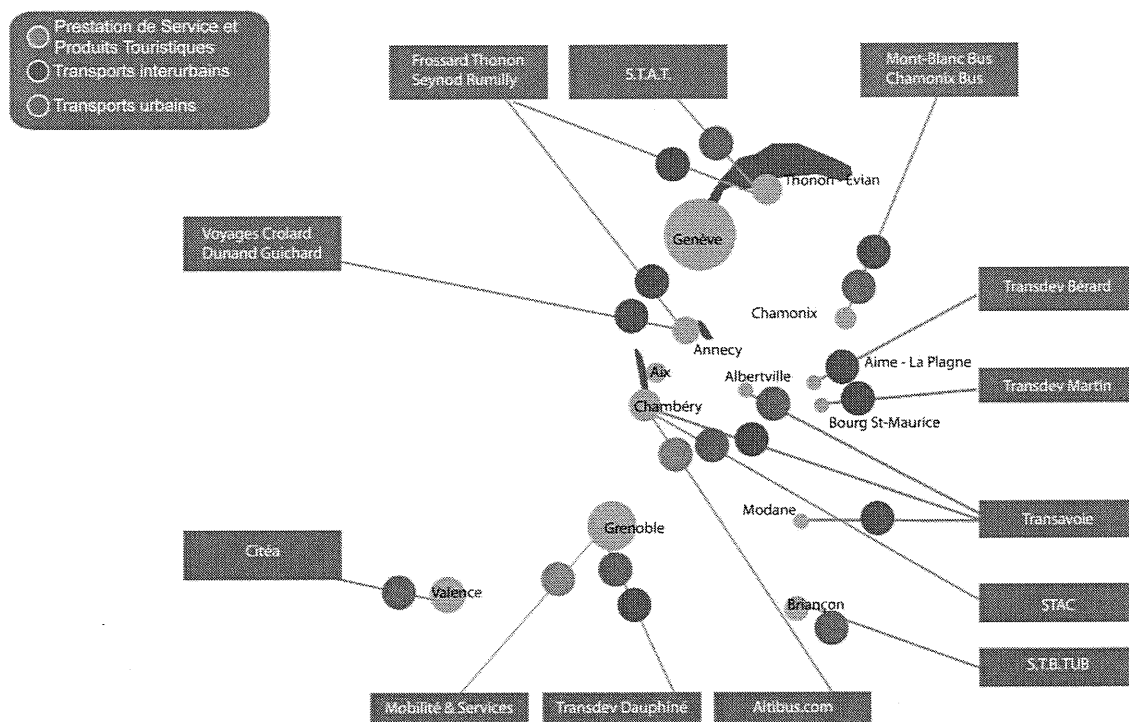 Prestation de Service et
Produits Touristiques
Transports interurbains
Transports urbains
Frossard Thonon
Seynod Rumilly
S.T.A.T.
Mont-Blanc Bus
Chamonix Bus
Thonon - Evian
Genève
Voyages Crolard
Dunand Guichard
Transdev Bérard
Chamonix
Annecy
Aime - La Plagne
Aix
Albertville
Transdev Martin
Chambéry
Bourg St-Maurice
Modane
Transavoie
Grenoble
Citéa
Valence
Briançon
STAC
S.T.B.TUB
Mobilité & Services
Transdev Dauphiné
Altibus.com